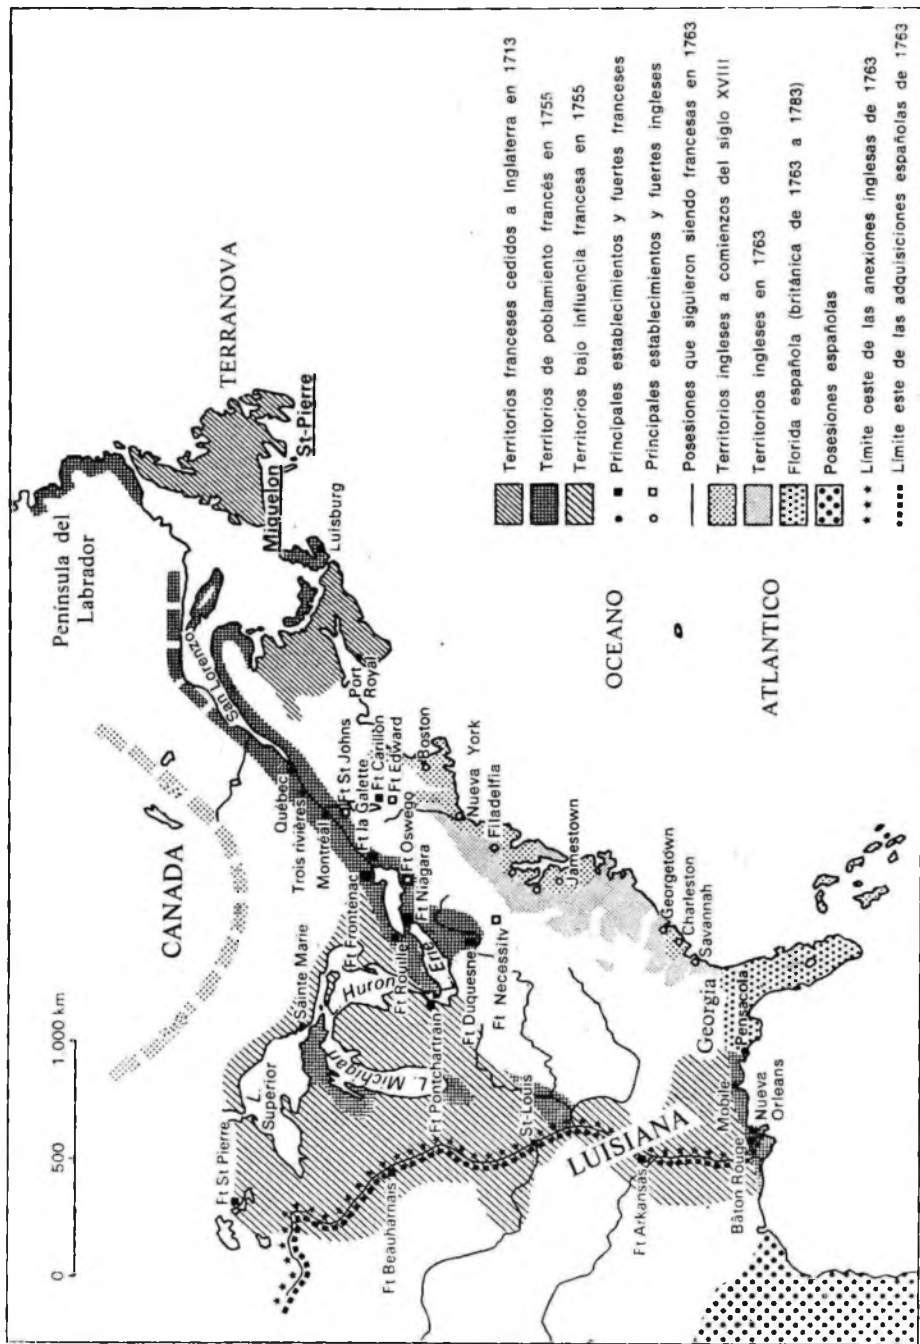 0
500
1 000 km
CANADA
Península del
Labrador
TERRANOVA
St-Pierre
Miquelon
Luisburg
San Lorenzo
Port
Royal
Québec
Trois rivières
Montréal
Ft St Johns
Ft la Galette
Ft Carillon
Ft Edward
Boston
Ft Oswego
Ft Niagara
Ft Frontenac
Ft Rouillé
Sainte Marie
Huron
Erie
L.
Superior
L. Michigan
Ft St Pierre
Ft Pontchartrain
Ft Duquesne
Ft Necessity
Nueva York
Filadelfia
Jamestown
Georgetown
Charleston
Savannah
Georgia
Pensacola
Mobile
Nueva
Orleans
Bâton Rouge
Ft Arkansas
LUISIANA
St-Louis
Ft Beauharnais
OCEANO
ATLANTICO
Territorios franceses cedidos a Inglaterra en 1713
Territorios de poblamiento francés en 1755
Territorios bajo influencia francesa en 1755
Principales establecimientos y fuertes franceses
Principales establecimientos y fuertes ingleses
Posesiones que siguieron siendo francesas en 1763
Territorios ingleses a comienzos del siglo XVIII
Territorios ingleses en 1763
Florida española (británica de 1763 a 1783)
Posesiones españolas
Límite oeste de las anexiones inglesas de 1763
Límite este de las adquisiciones españolas de 1763